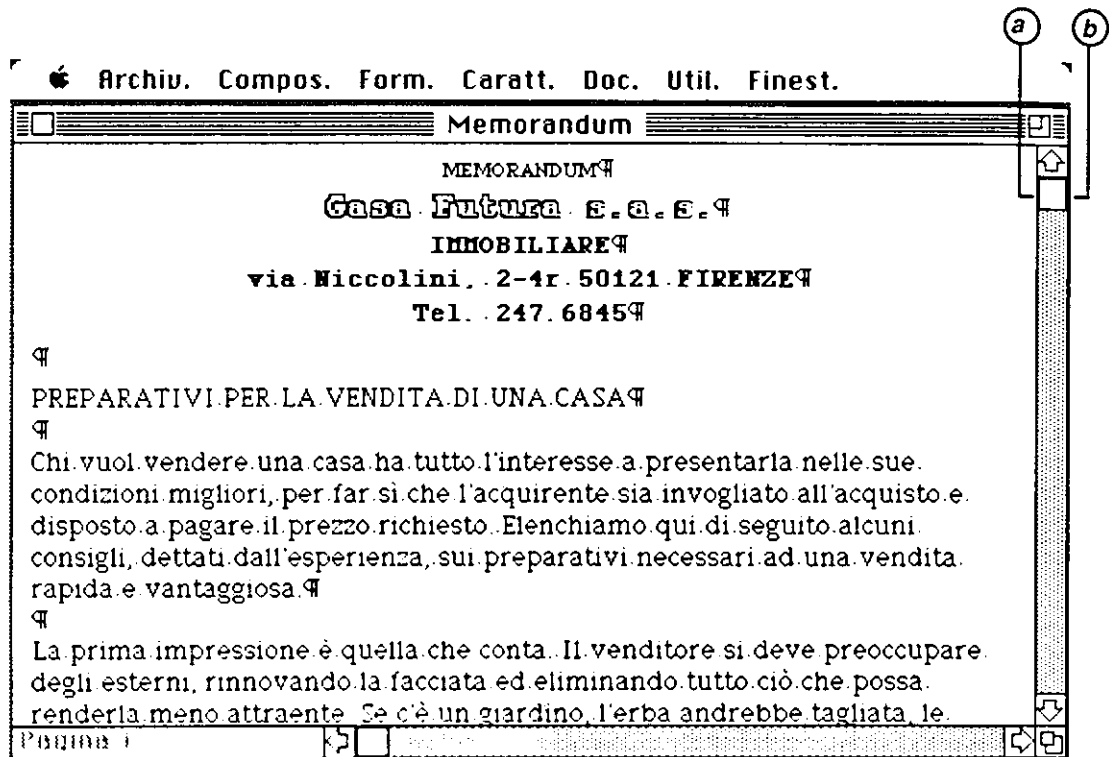 a b
Archiv. Compos. Form. Caratt. Doc. Util. Finest.
Memorandum
MEMORANDUM¶
Casa Futura s.a.s.¶
IMMOBILIARE¶
via Niccolini, 2-4r 50121 FIRENZE¶
Tel. 247.6845¶
¶
PREPARATIVI PER LA VENDITA DI UNA CASA¶
¶
Chi vuol vendere una casa ha tutto l'interesse a presentarla nelle sue
condizioni migliori, per far sì che l'acquirente sia invogliato all'acquisto e
disposto a pagare il prezzo richiesto. Elenchiamo qui di seguito alcuni
consigli, dettati dall'esperienza, sui preparativi necessari ad una vendita
rapida e vantaggiosa.¶
¶
La prima impressione è quella che conta. Il venditore si deve preoccupare
degli esterni, rinnovando la facciata ed eliminando tutto ciò che possa
renderla meno attraente. Se c'è un giardino, l'erba andrebbe tagliata, le
Pagina 1